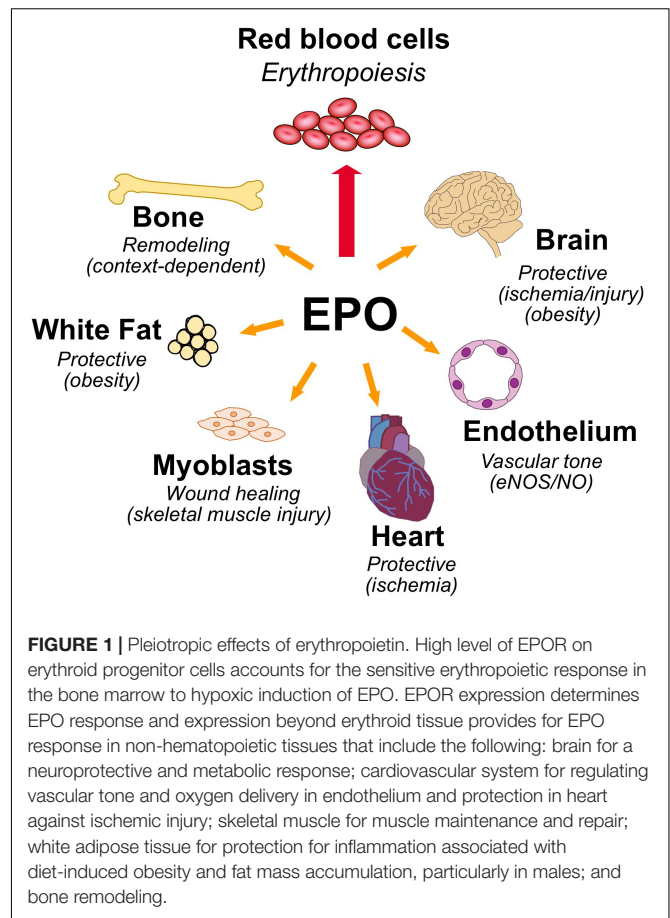 Red blood cells
Erythropoiesis
Bone
Remodeling
(context-dependent)
Brain
Protective
(ischemia/injury)
(obesity)
EPO
White Fat
Protective
(obesity)
Endothelium
Vascular tone
(eNOS/NO)
Myoblasts
Wound healing
(skeletal muscle injury)
Heart
Protective
(ischemia)
FIGURE 1 | Pleiotropic effects of erythropoietin. High level of EPOR on
erythroid progenitor cells accounts for the sensitive erythropoietic response in
the bone marrow to hypoxic induction of EPO. EPOR expression determines
EPO response and expression beyond erythroid tissue provides for EPO
response in non-hematopoietic tissues that include the following: brain for a
neuroprotective and metabolic response; cardiovascular system for regulating
vascular tone and oxygen delivery in endothelium and protection in heart
against ischemic injury; skeletal muscle for muscle maintenance and repair;
white adipose tissue for protection for inflammation associated with
diet-induced obesity and fat mass accumulation, particularly in males; and
bone remodeling.